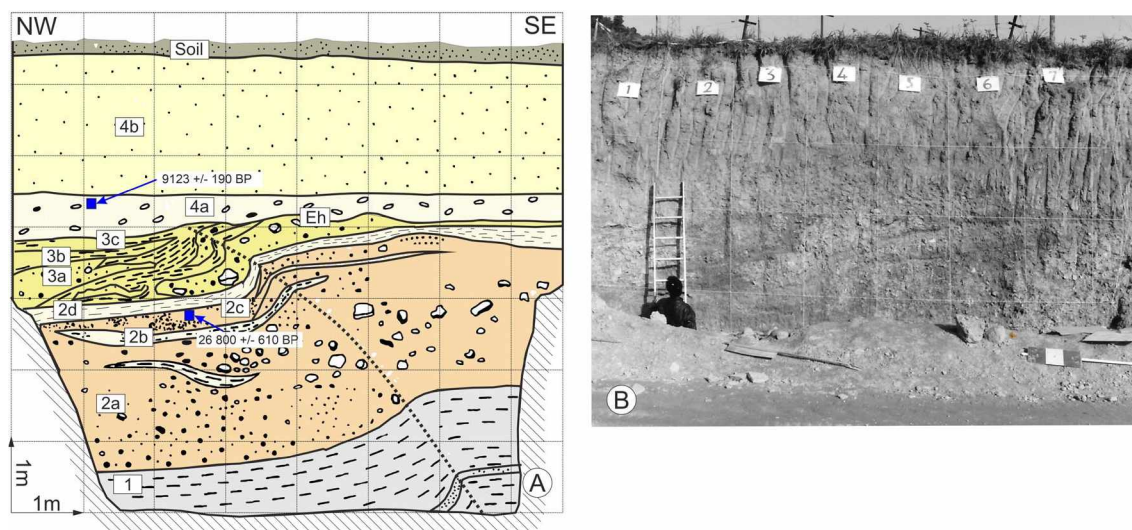 NW
SE
Soil
4b
9123 +/- 190 BP
4a
Eh
3c
3b
3a
2d
2c
2b
26 800 +/- 610 BP
2a
1
1m
1m
A
1
2
3
4
5
6
7
B